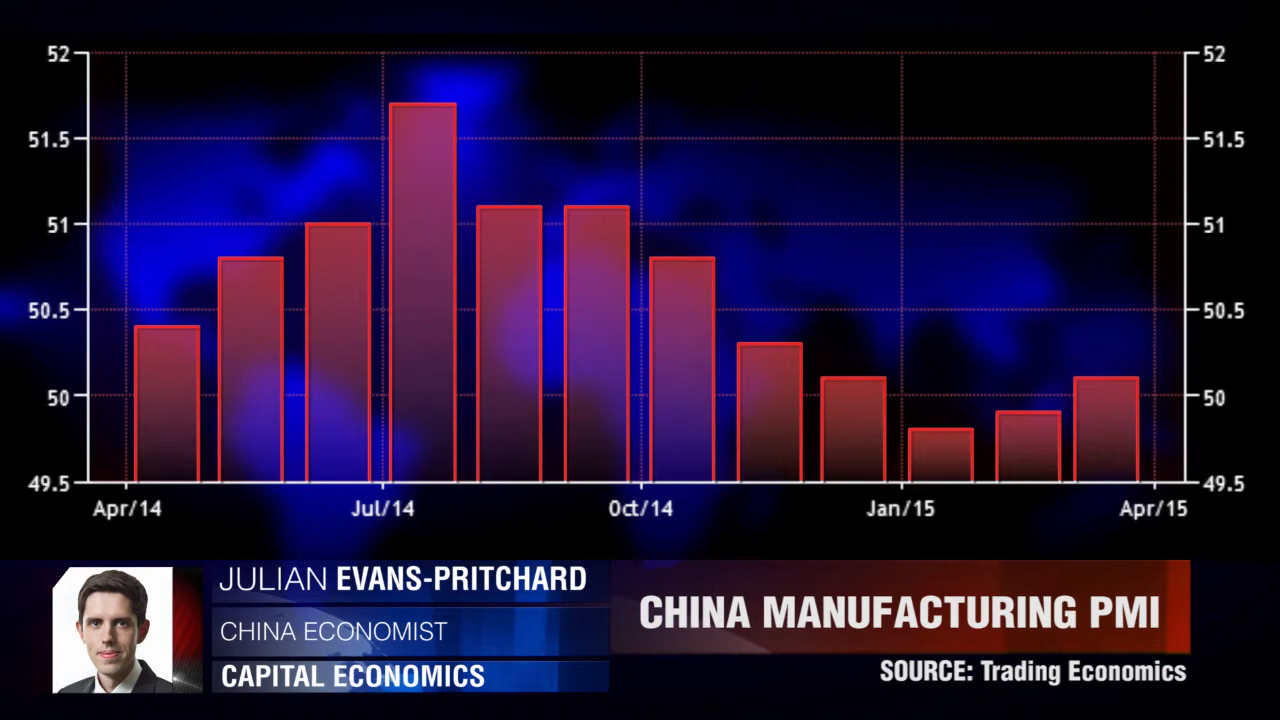 52
52
51.5
51.5
51
51
50.5
50.5
50
50
49.5
49.5
Apr/14 Jul/14 Oct/14 Jan/15 Apr/15
JULIAN EVANS-PRITCHARD
CHINA ECONOMIST
CAPITAL ECONOMICS
CHINA MANUFACTURING PMI
SOURCE: Trading Economics